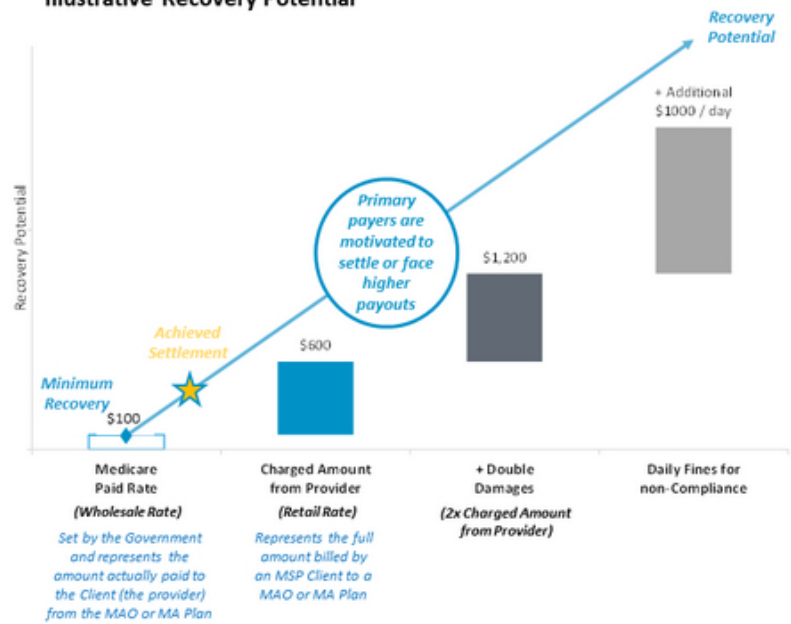 Illustrative Recovery Potential
Recovery
Potential
+ Additional
$1000 / day
Primary
payers are
motivated to
settle or face
higher
payouts
$1,200
Recovery Potential
Achieved
Settlement
$600
Minimum
Recovery
$100
Medicare
Paid Rate
(Wholesale Rate)
Set by the Government
and represents the
amount actually paid to
the Client (the provider)
from the MAO or MA Plan
Charged Amount
from Provider
(Retail Rate)
Represents the full
amount billed by
an MSP Client to a
MAO or MA Plan
+ Double
Damages
(2x Charged Amount
from Provider)
Daily Fines for
non-Compliance